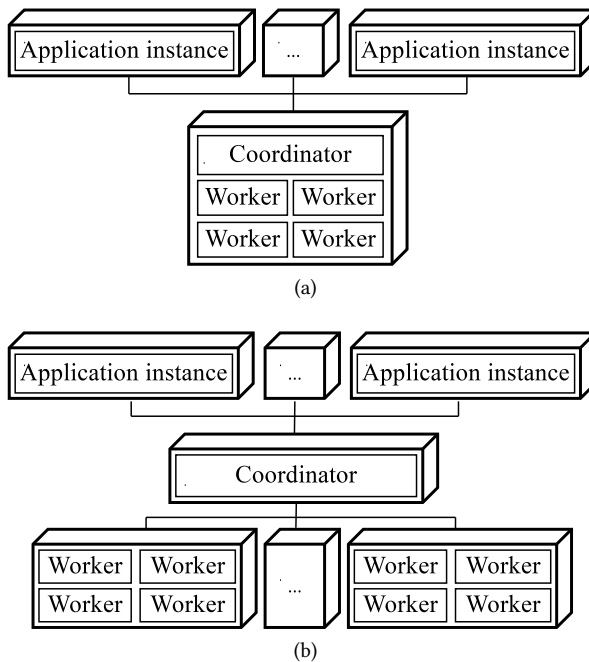 Application instance ... Application instance
Coordinator
Worker Worker
Worker Worker
(a)
Application instance ... Application instance
Coordinator
Worker Worker ... Worker Worker
Worker Worker Worker Worker
(b)